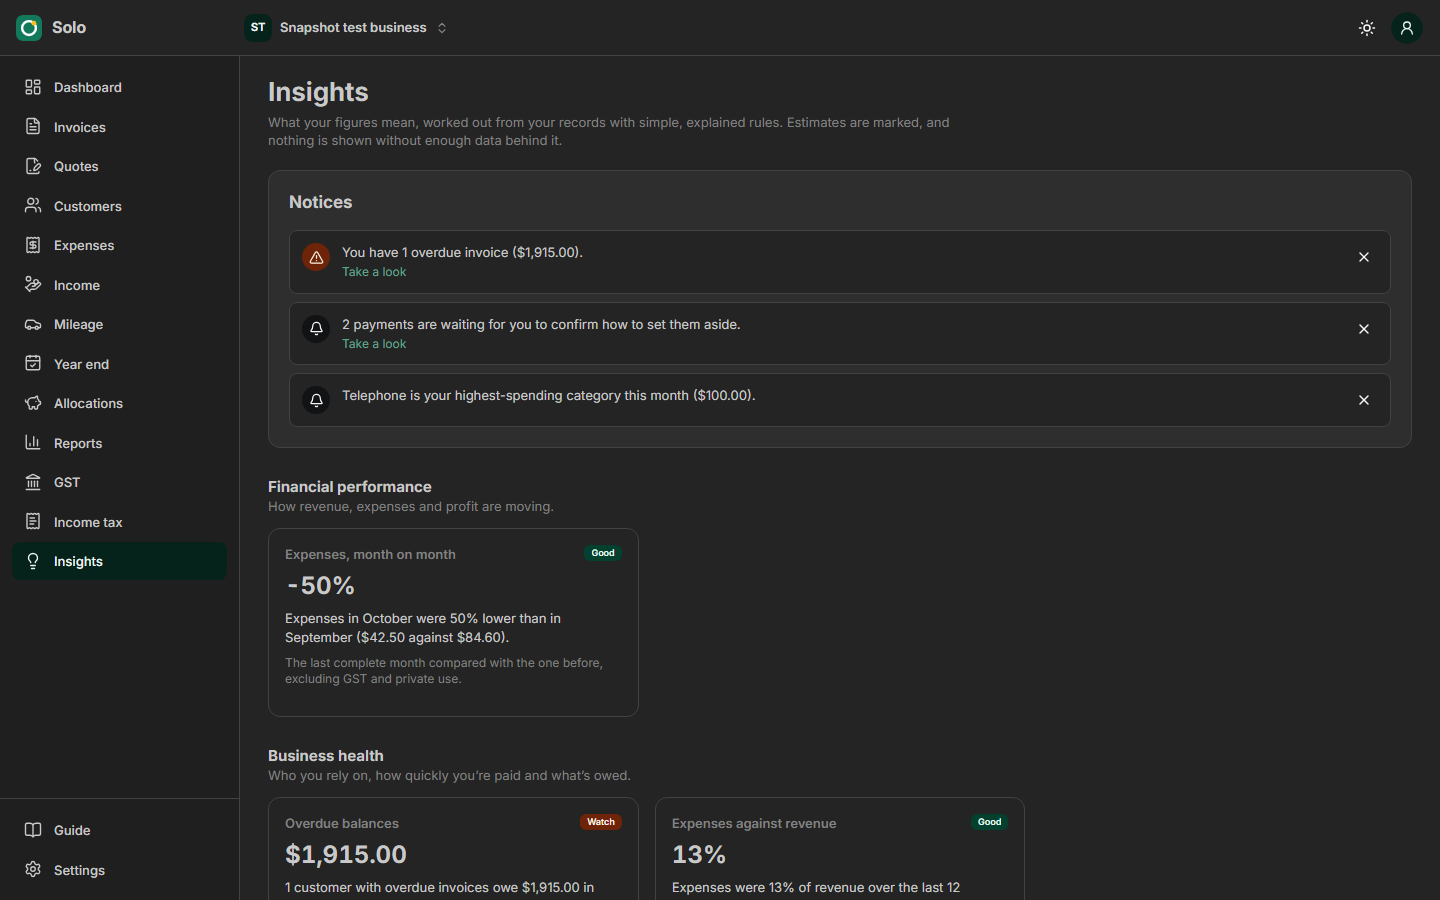 Solo
ST Snapshot test business
Dashboard
Invoices
Quotes
Customers
Expenses
Income
Mileage
Year end
Allocations
Reports
GST
Income tax
Insights
Guide
Settings
Insights
What your figures mean, worked out from your records with simple, explained rules. Estimates are marked, and
nothing is shown without enough data behind it.
Notices
You have 1 overdue invoice ($1,915.00).
Take a look
2 payments are waiting for you to confirm how to set them aside.
Take a look
Telephone is your highest-spending category this month ($100.00).
Financial performance
How revenue, expenses and profit are moving.
Expenses, month on month
Good
-50%
Expenses in October were 50% lower than in
September ($42.50 against $84.60).
The last complete month compared with the one before,
excluding GST and private use.
Business health
Who you rely on, how quickly you’re paid and what’s owed.
Overdue balances
Watch
$1,915.00
1 customer with overdue invoices owe $1,915.00 in
Expenses against revenue
Good
13%
Expenses were 13% of revenue over the last 12